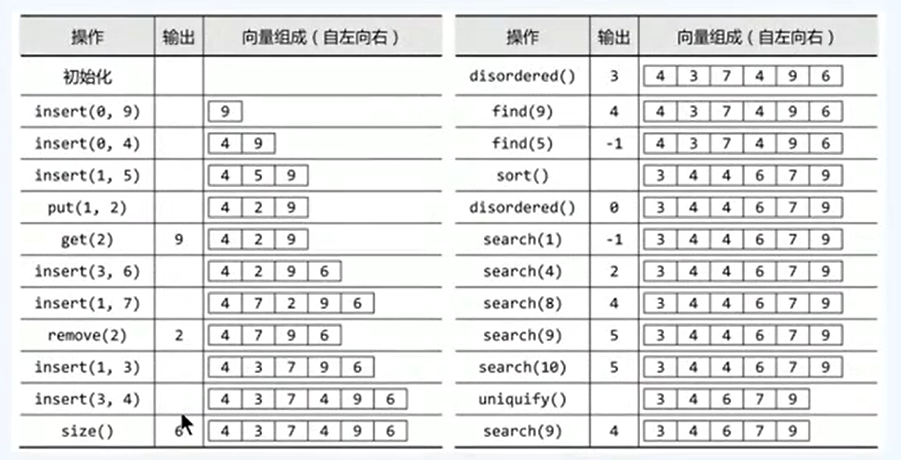 操作 输出 向量组成（自左向右）
初始化
insert(0, 9) 9
insert(0, 4) 4 9
insert(1, 5) 4 5 9
put(1, 2) 4 2 9
get(2) 9 4 2 9
insert(3, 6) 4 2 9 6
insert(1, 7) 4 7 2 9 6
remove(2) 2 4 7 9 6
insert(1, 3) 4 3 7 9 6
insert(3, 4) 4 3 7 4 9 6
size() 6 4 3 7 4 9 6
操作 输出 向量组成（自左向右）
disordered() 3 4 3 7 4 9 6
find(9) 4 4 3 7 4 9 6
find(5) -1 4 3 7 4 9 6
sort() 3 4 4 6 7 9
disordered() 0 3 4 4 6 7 9
search(1) -1 3 4 4 6 7 9
search(4) 2 3 4 4 6 7 9
search(8) 4 3 4 4 6 7 9
search(9) 5 3 4 4 6 7 9
search(10) 5 3 4 4 6 7 9
uniquify() 3 4 6 7 9
search(9) 4 3 4 6 7 9